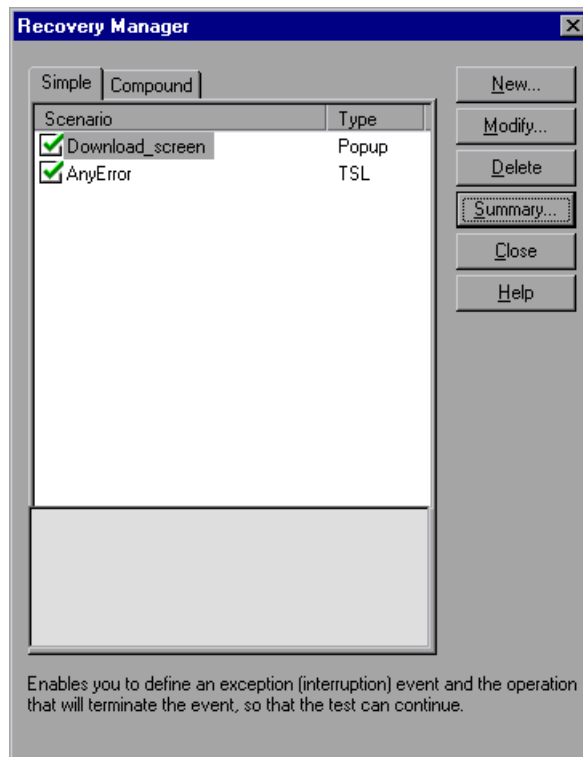 Recovery Manager
Simple Compound
Scenario Type
Download_screen Popup
AnyError TSL
New...
Modify...
Delete
Summary...
Close
Help
Enables you to define an exception (interruption) event and the operation
that will terminate the event, so that the test can continue.